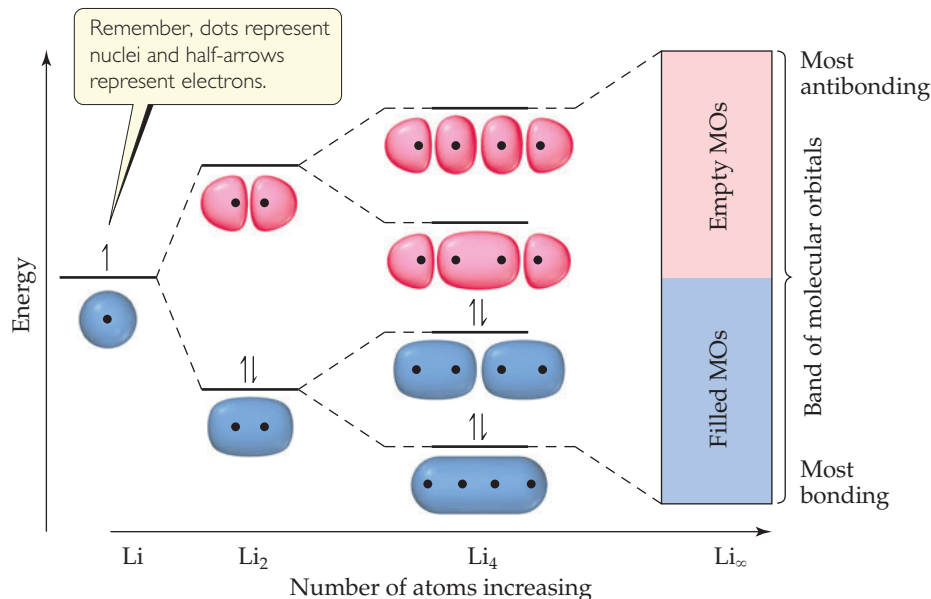 Remember, dots represent
nuclei and half-arrows
represent electrons.
Energy
Most
antibonding
Empty MOs
Filled MOs
Band of molecular orbitals
Most
bonding
Li
Li₂
Li₄
Li∞
Number of atoms increasing